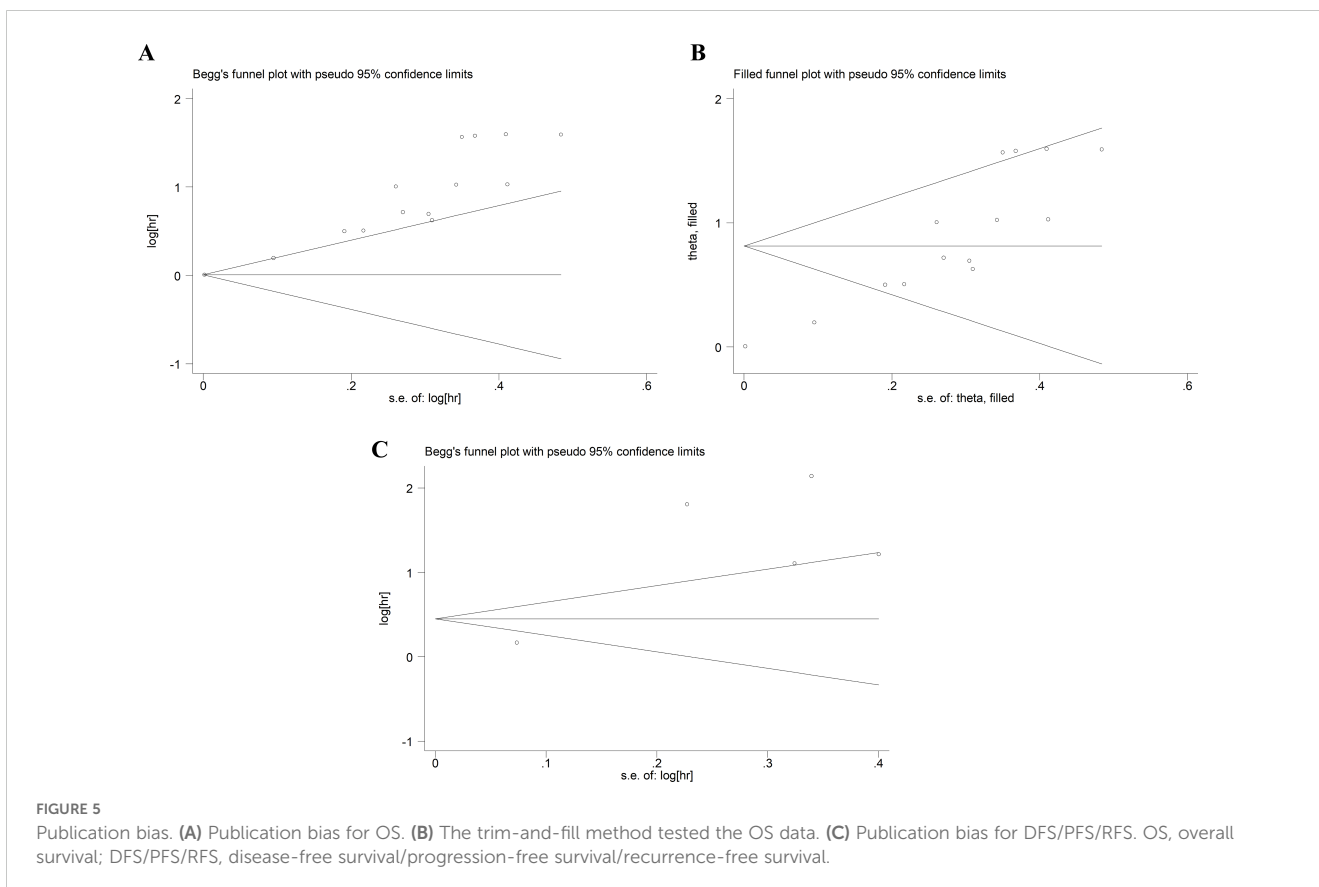 A
Begg's funnel plot with pseudo 95% confidence limits
2
1
0
-1
log[hr]
0
.2
.4
.6
s.e. of: log[hr]
B
Filled funnel plot with pseudo 95% confidence limits
2
1
0
theta, filled
0
.2
.4
.6
s.e. of: theta, filled
C
Begg's funnel plot with pseudo 95% confidence limits
2
1
0
-1
log[hr]
0
.1
.2
.3
.4
s.e. of: log[hr]
FIGURE 5
Publication bias. (A) Publication bias for OS. (B) The trim-and-fill method tested the OS data. (C) Publication bias for DFS/PFS/RFS. OS, overall
survival; DFS/PFS/RFS, disease-free survival/progression-free survival/recurrence-free survival.